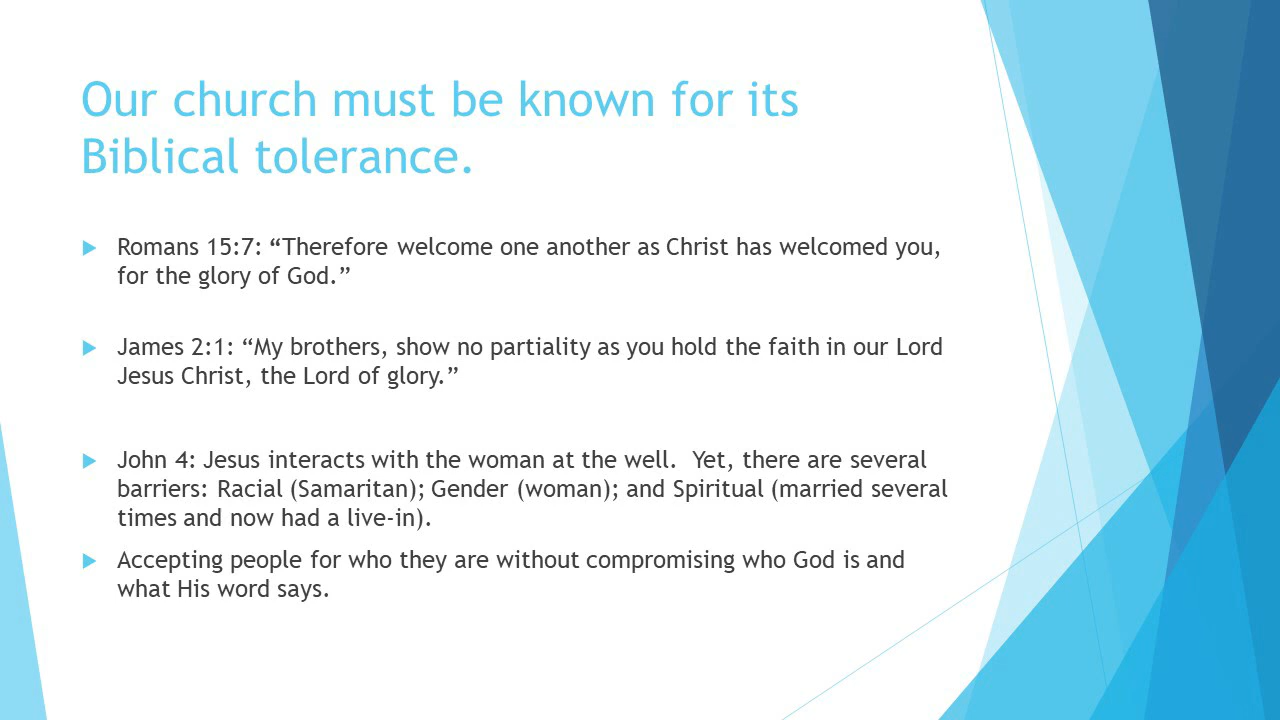 Our church must be known for its
Biblical tolerance.
Romans 15:7: “Therefore welcome one another as Christ has welcomed you,
for the glory of God.”
James 2:1: “My brothers, show no partiality as you hold the faith in our Lord
Jesus Christ, the Lord of glory.”
John 4: Jesus interacts with the woman at the well.  Yet, there are several
barriers: Racial (Samaritan); Gender (woman); and Spiritual (married several
times and now had a live-in).
Accepting people for who they are without compromising who God is and
what His word says.